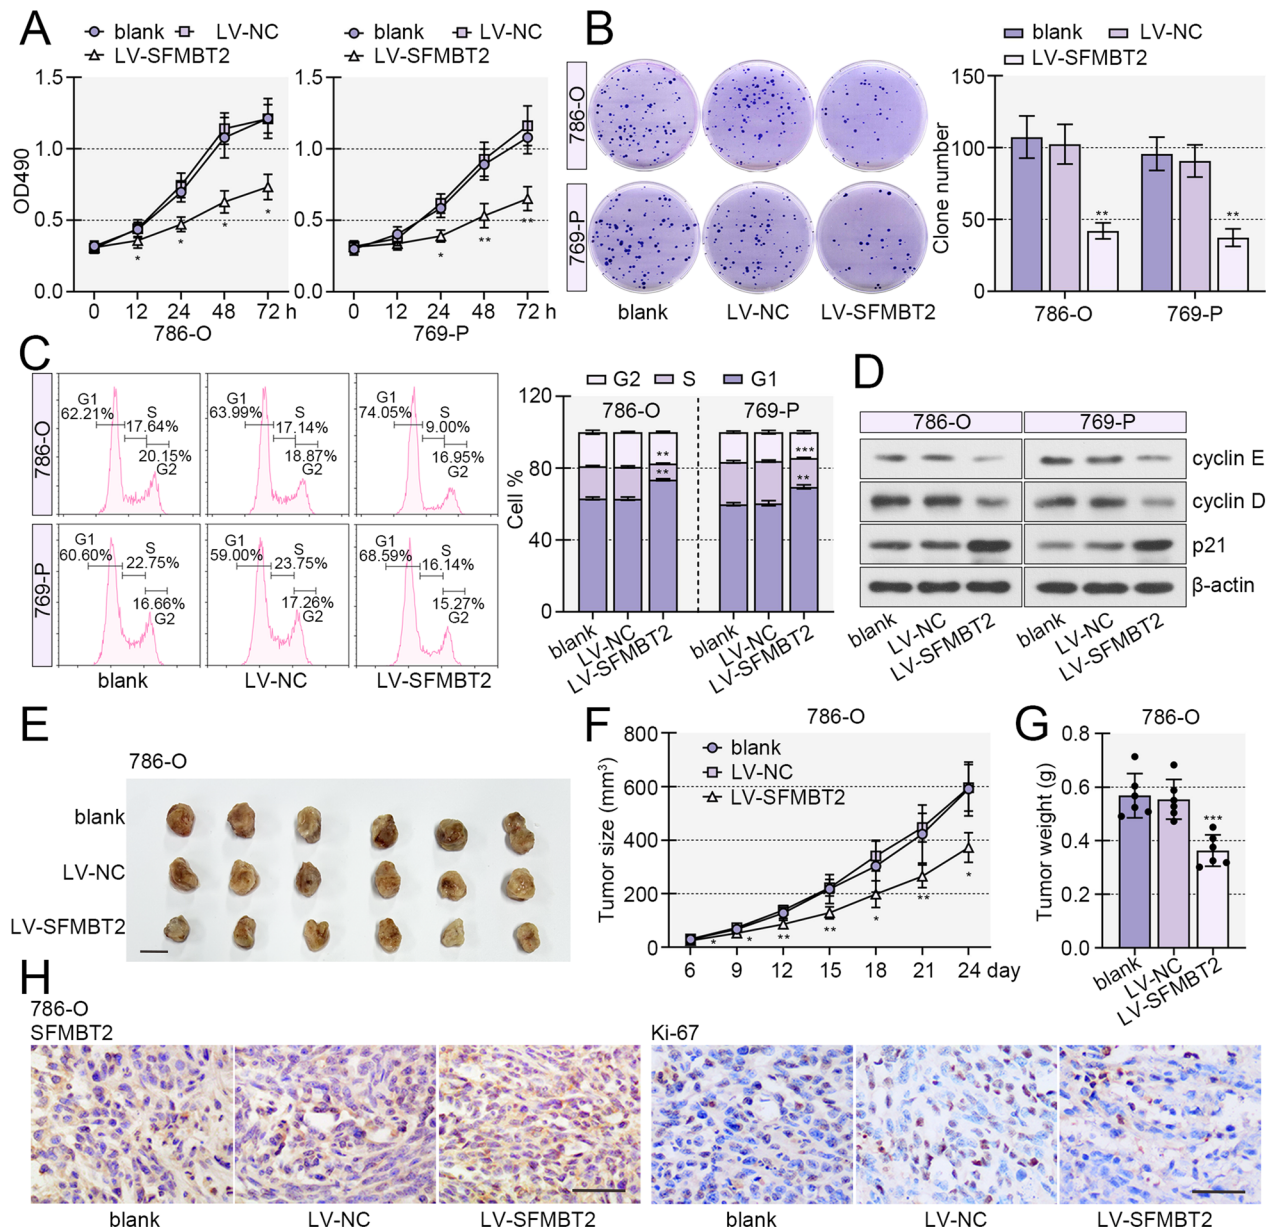 A
blank LV-NC
LV-SFMBT2
blank LV-NC
LV-SFMBT2
OD490
1.5
1.0
0.5
0.0
0 12 24 48 72 h
786-O
* * * *
1.5
1.0
0.5
0.0
0 12 24 48 72 h
769-P
* ** **
B
786-O
769-P
blank LV-NC LV-SFMBT2
blank LV-NC
LV-SFMBT2
Clone number
150
100
50
0
** **
786-O 769-P
C
786-O
G1
62.21%
S
17.64%
20.15%
G2
G1
63.99%
S
17.14%
18.87%
G2
G1
74.05%
S
9.00%
16.95%
G2
769-P
G1
60.60%
S
22.75%
16.66%
G2
G1
59.00%
S
23.75%
17.26%
G2
G1
68.59%
S
16.14%
15.27%
G2
blank LV-NC LV-SFMBT2
G2 S G1
Cell %
120
80
40
0
786-O 769-P
**
**
***
**
blank LV-NC LV-SFMBT2
blank LV-NC LV-SFMBT2
D
786-O 769-P
cyclin E
cyclin D
p21
β-actin
blank LV-NC LV-SFMBT2
blank LV-NC LV-SFMBT2
E
786-O
blank
LV-NC
LV-SFMBT2
F
786-O
blank
LV-NC
LV-SFMBT2
Tumor size (mm³)
800
600
400
200
0
* * ** ** * ** *
6 9 12 15 18 21 24 day
G
786-O
Tumor weight (g)
0.8
0.6
0.4
0.2
0.0
***
blank LV-NC LV-SFMBT2
H
786-O
SFMBT2
Ki-67
blank LV-NC LV-SFMBT2
blank LV-NC LV-SFMBT2